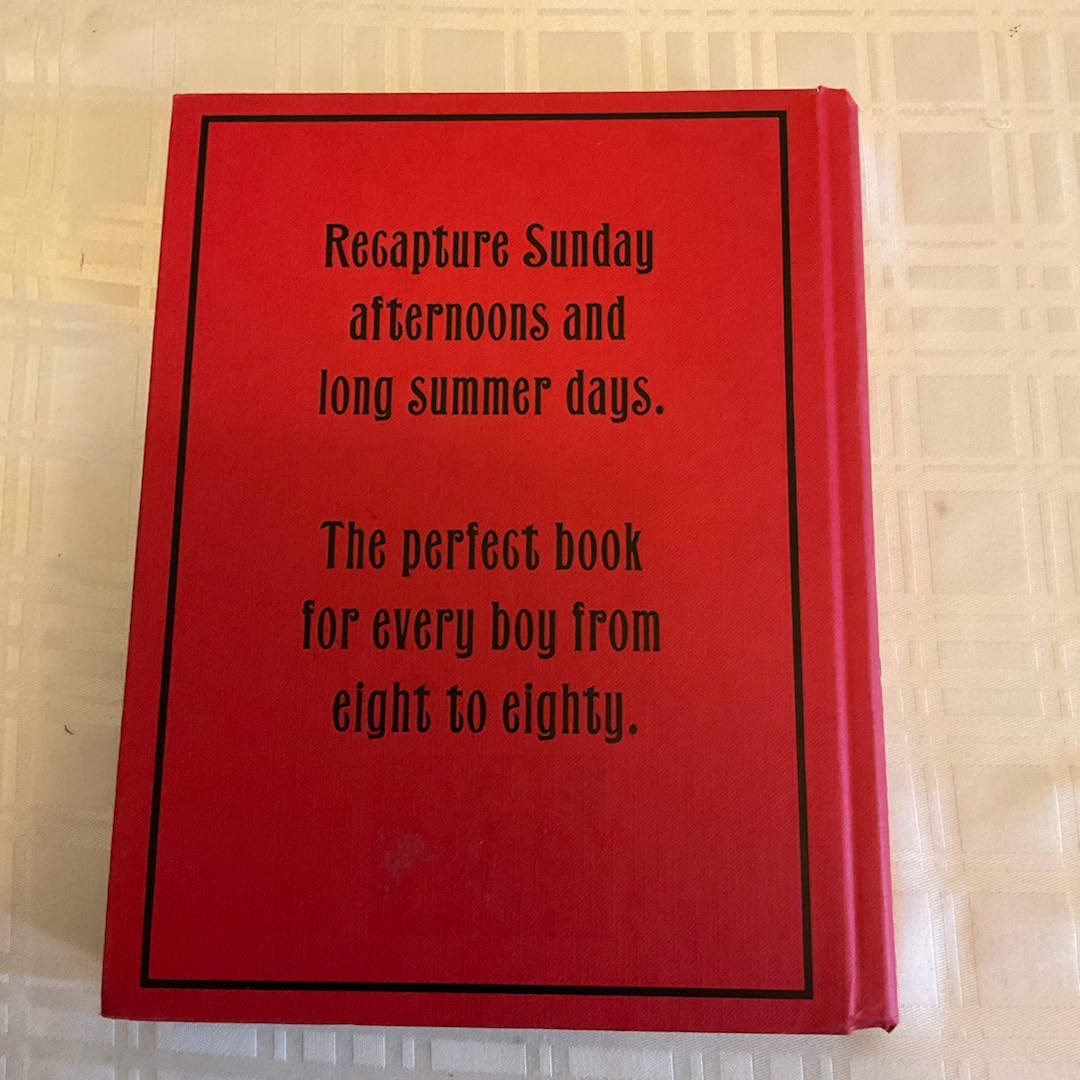 Recapture Sunday
afternoons and
long summer days.
The perfect book
for every boy from
eight to eighty.